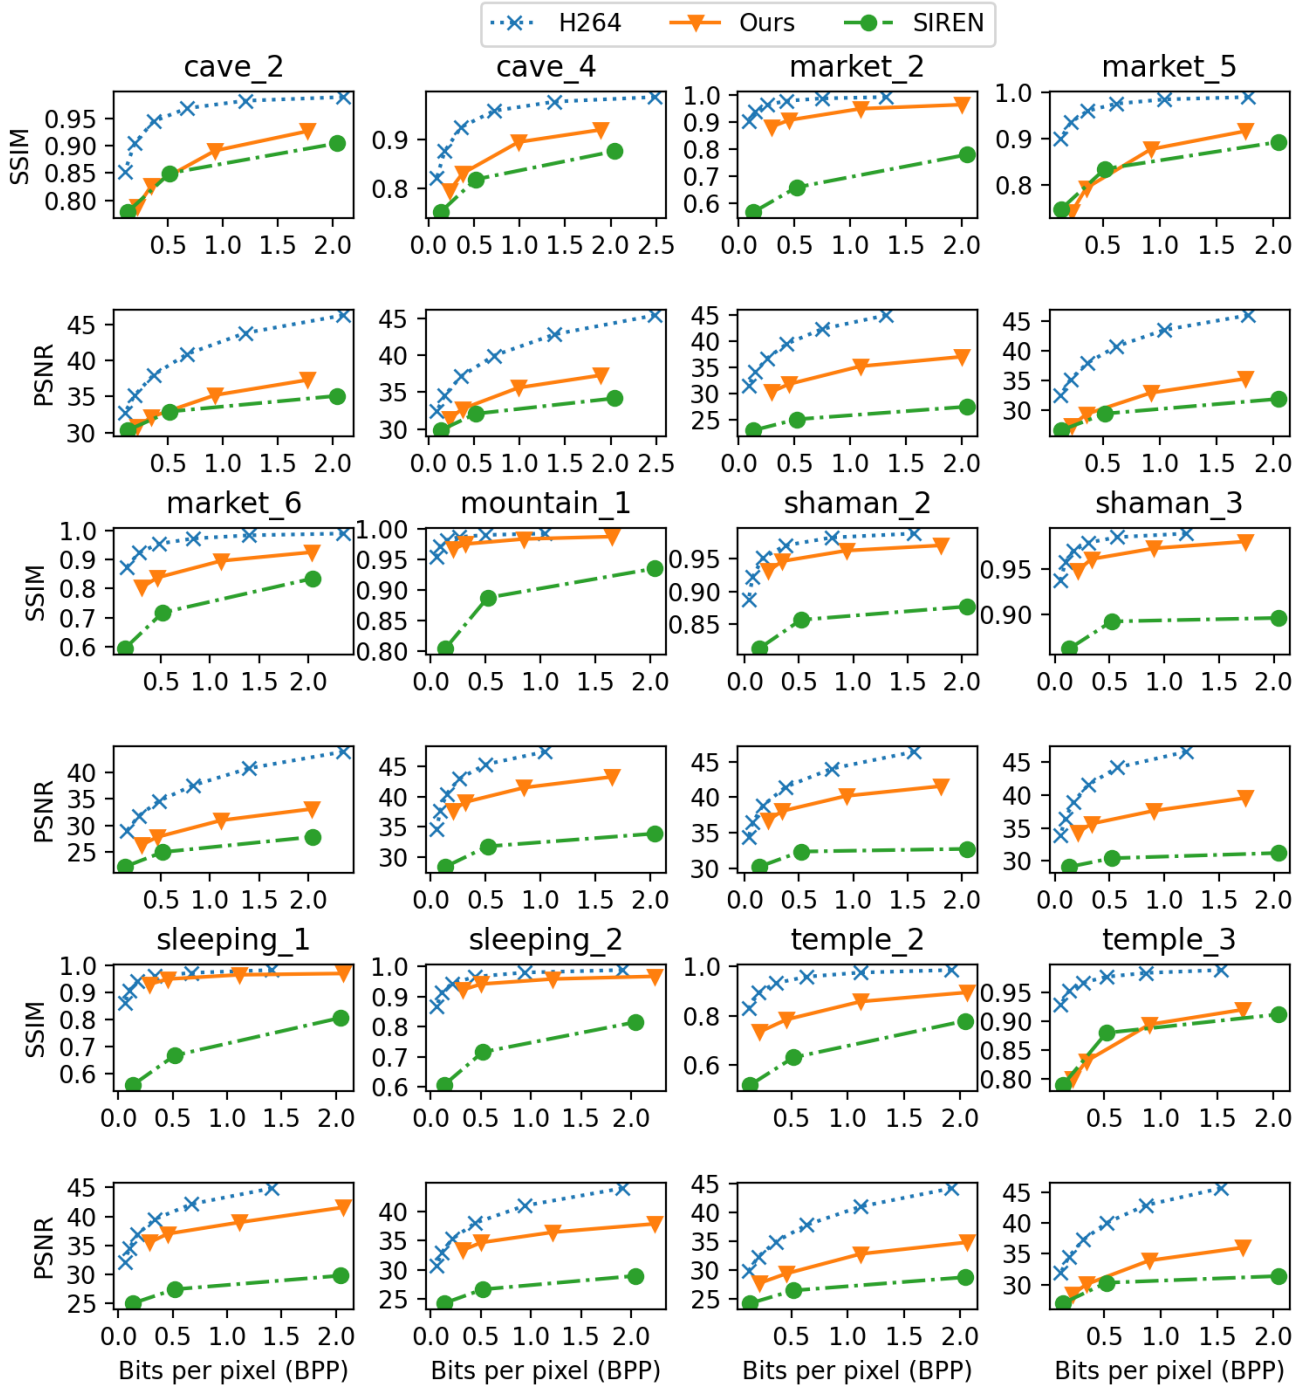 H264 Ours SIREN
cave_2 cave_4 market_2 market_5
SSIM
0.95 0.90 0.85 0.80
0.9 0.8
1.0 0.9 0.8 0.7 0.6
1.0 0.8
0.5 1.0 1.5 2.0
0.0 0.5 1.0 1.5 2.0 2.5
0.0 0.5 1.0 1.5 2.0
0.5 1.0 1.5 2.0
PSNR
45 40 35 30
45 40 35 30
45 40 35 30 25
45 40 35 30
0.5 1.0 1.5 2.0
0.0 0.5 1.0 1.5 2.0 2.5
0.0 0.5 1.0 1.5 2.0
0.5 1.0 1.5 2.0
market_6 mountain_1 shaman_2 shaman_3
SSIM
1.0 0.9 0.8 0.7 0.6
1.00 0.95 0.90 0.85 0.80
0.95 0.90 0.85
0.95 0.90
0.5 1.0 1.5 2.0
0.0 0.5 1.0 1.5 2.0
0.0 0.5 1.0 1.5 2.0
0.0 0.5 1.0 1.5 2.0
PSNR
40 35 30 25
45 40 35 30
45 40 35 30
45 40 35 30
0.5 1.0 1.5 2.0
0.0 0.5 1.0 1.5 2.0
0.0 0.5 1.0 1.5 2.0
0.0 0.5 1.0 1.5 2.0
sleeping_1 sleeping_2 temple_2 temple_3
SSIM
1.0 0.9 0.8 0.7 0.6
1.0 0.9 0.8 0.7 0.6
1.0 0.8 0.6
0.95 0.90 0.85 0.80
0.0 0.5 1.0 1.5 2.0
0.0 0.5 1.0 1.5 2.0
0.5 1.0 1.5 2.0
0.5 1.0 1.5 2.0
PSNR
45 40 35 30 25
40 35 30 25
45 40 35 30 25
45 40 35 30
0.0 0.5 1.0 1.5 2.0
0.0 0.5 1.0 1.5 2.0
0.5 1.0 1.5 2.0
0.5 1.0 1.5 2.0
Bits per pixel (BPP) Bits per pixel (BPP) Bits per pixel (BPP) Bits per pixel (BPP)